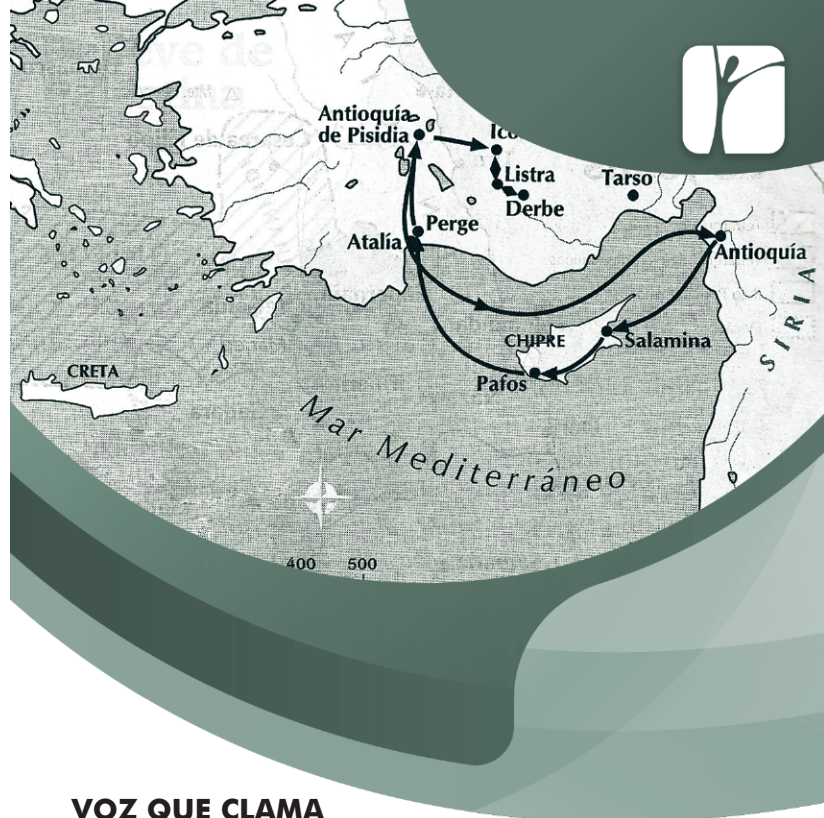 Antioquía
de Pisidia
Listra
Tarso
Derbe
Perge
Atalía
Antioquía
SIRIA
CHIPRE
Salamina
CRETA
Pafos
Mar Mediterráneo
400 500
VOZ QUE CLAMA